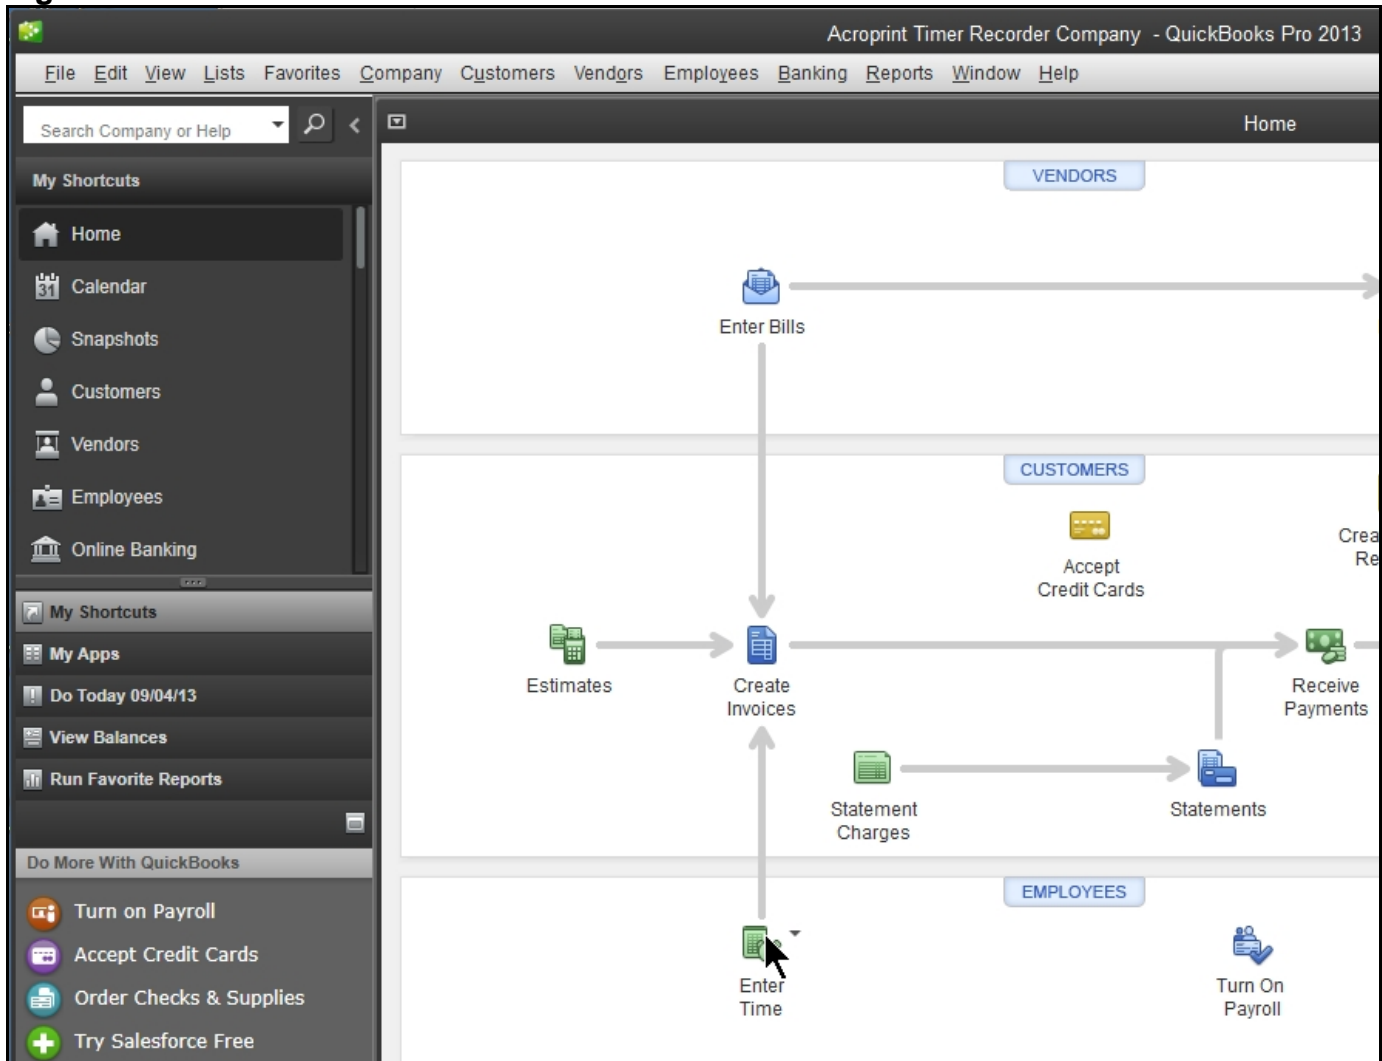 Acroprint Timer Recorder Company - QuickBooks Pro 2013
File Edit View Lists Favorites Company Customers Vendors Employees Banking Reports Window Help
Search Company or Help
Home
My Shortcuts
Home
31
Calendar
Snapshots
Customers
Vendors
Employees
Online Banking
My Shortcuts
My Apps
Do Today 09/04/13
View Balances
Run Favorite Reports
Do More With QuickBooks
Turn on Payroll
Accept Credit Cards
Order Checks & Supplies
Try Salesforce Free
VENDORS
Enter Bills
CUSTOMERS
Accept
Credit Cards
Crea
Re
Estimates
Create
Invoices
Receive
Payments
Statement
Charges
Statements
EMPLOYEES
Enter
Time
Turn On
Payroll